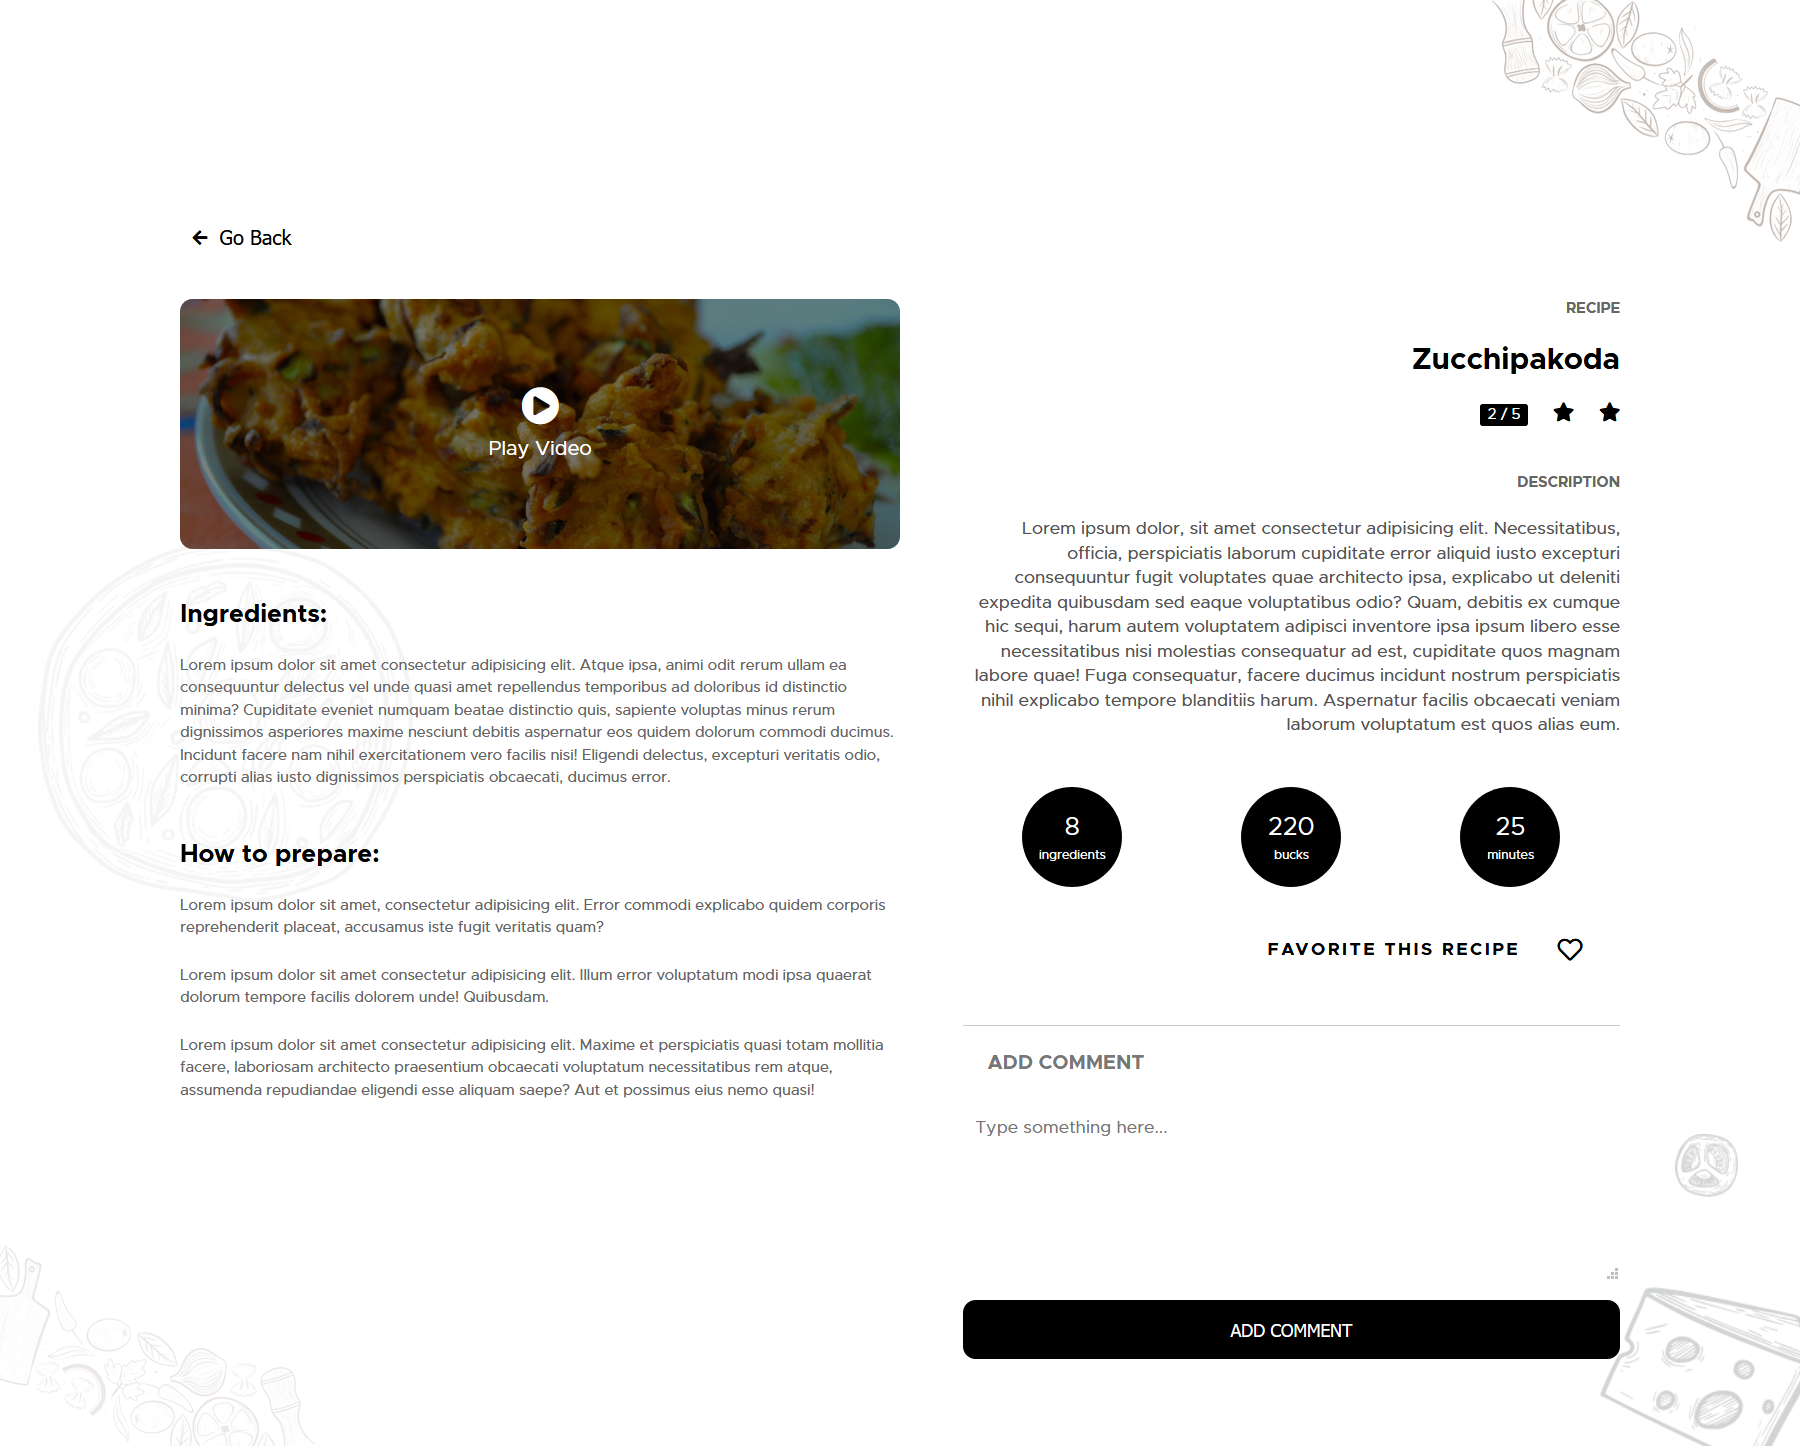 Go Back
Play Video
Ingredients:
Lorem ipsum dolor sit amet consectetur adipisicing elit. Atque ipsa, animi odit rerum ullam ea
consequuntur delectus vel unde quasi amet repellendus temporibus ad doloribus id distinctio
minima? Cupiditate eveniet numquam beatae distinctio quis, sapiente voluptas minus rerum
dignissimos asperiores maxime nesciunt debitis aspernatur eos quidem dolorum commodi ducimus.
Incidunt facere nam nihil exercitationem vero facilis nisi! Eligendi delectus, excepturi veritatis odio,
corrupti alias iusto dignissimos perspiciatis obcaecati, ducimus error.
How to prepare:
Lorem ipsum dolor sit amet, consectetur adipisicing elit. Error commodi explicabo quidem corporis
reprehenderit placeat, accusamus iste fugit veritatis quam?
Lorem ipsum dolor sit amet consectetur adipisicing elit. Illum error voluptatum modi ipsa quaerat
dolorum tempore facilis dolorem unde! Quibusdam.
Lorem ipsum dolor sit amet consectetur adipisicing elit. Maxime et perspiciatis quasi totam mollitia
facere, laboriosam architecto praesentium obcaecati voluptatum necessitatibus rem atque,
assumenda repudiandae eligendi esse aliquam saepe? Aut et possimus eius nemo quasi!
RECIPE
Zucchipakoda
2 / 5
DESCRIPTION
Lorem ipsum dolor, sit amet consectetur adipisicing elit. Necessitatibus,
officia, perspiciatis laborum cupiditate error aliquid iusto excepturi
consequuntur fugit voluptates quae architecto ipsa, explicabo ut deleniti
expedita quibusdam sed eaque voluptatibus odio? Quam, debitis ex cumque
hic sequi, harum autem voluptatem adipisci inventore ipsa ipsum libero esse
necessitatibus nisi molestias consequatur ad est, cupiditate quos magnam
labore quae! Fuga consequatur, facere ducimus incidunt nostrum perspiciatis
nihil explicabo tempore blanditiis harum. Aspernatur facilis obcaecati veniam
laborum voluptatum est quos alias eum.
8
ingredients
220
bucks
25
minutes
FAVORITE THIS RECIPE
ADD COMMENT
Type something here...
ADD COMMENT